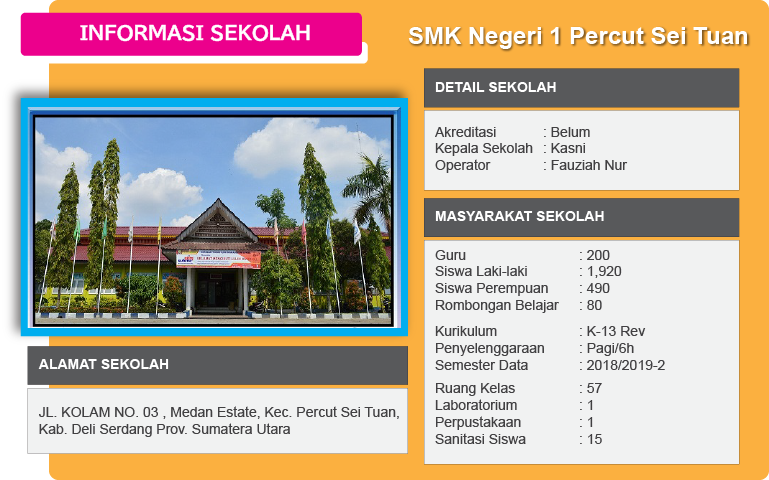 INFORMASI SEKOLAH
SMK Negeri 1 Percut Sei Tuan
DETAIL SEKOLAH
Akreditasi : Belum
Kepala Sekolah : Kasni
Operator : Fauziah Nur
MASYARAKAT SEKOLAH
Guru : 200
Siswa Laki-laki : 1,920
Siswa Perempuan : 490
Rombongan Belajar : 80
Kurikulum : K-13 Rev
Penyelenggaraan : Pagi/6h
Semester Data : 2018/2019-2
Ruang Kelas : 57
Laboratorium : 1
Perpustakaan : 1
Sanitasi Siswa : 15
ALAMAT SEKOLAH
JL. KOLAM NO. 03 , Medan Estate, Kec. Percut Sei Tuan,
Kab. Deli Serdang Prov. Sumatera Utara